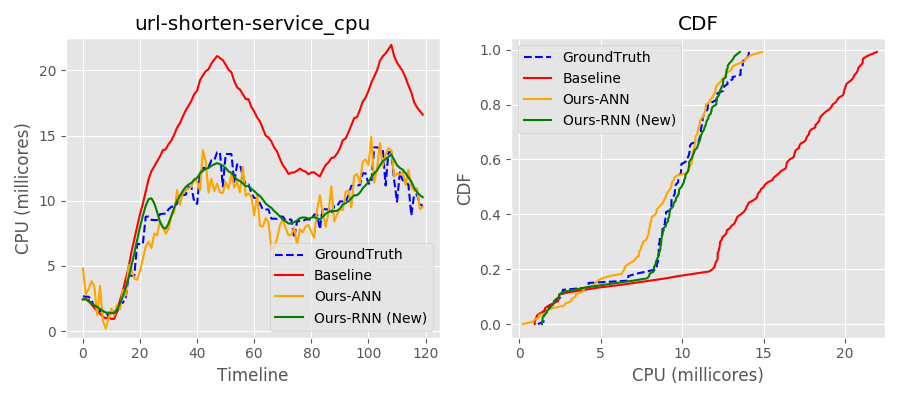 url-shorten-service_cpu
CPU (millicores)
20
15
10
5
0
0
20
40
60
80
100
120
Timeline
GroundTruth
Baseline
Ours-ANN
Ours-RNN (New)
CDF
CDF
1.0
0.8
0.6
0.4
0.2
0.0
0
5
10
15
20
CPU (millicores)
GroundTruth
Baseline
Ours-ANN
Ours-RNN (New)